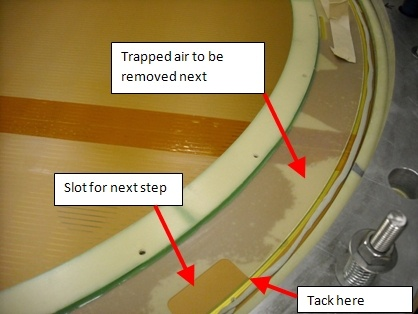 Trapped air to be
removed next
Slot for next step
Tack here